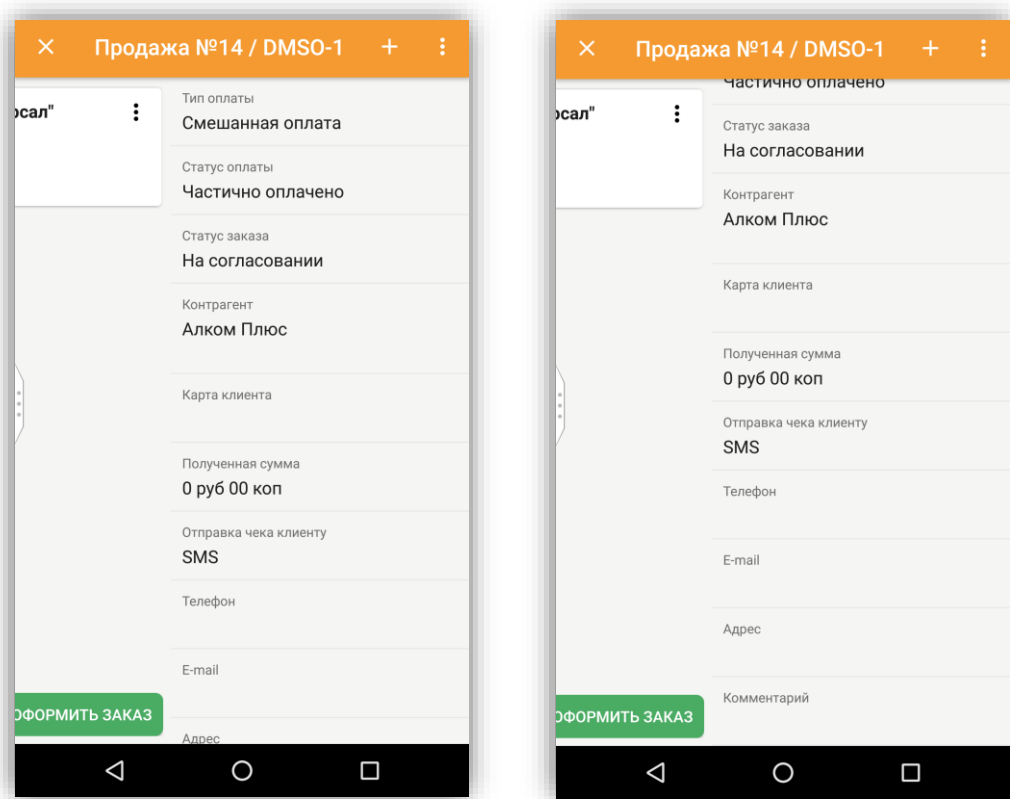 Продажа №14 / DMSO-1
рсал"
Тип оплаты
Смешанная оплата
Статус оплаты
Частично оплачено
Статус заказа
На согласовании
Контрагент
Алком Плюс
Карта клиента
Полученная сумма
0 руб 00 коп
Отправка чека клиенту
SMS
Телефон
E-mail
Адрес
ОФОРМИТЬ ЗАКАЗ
Продажа №14 / DMSO-1
рсал"
Частично оплачено
Статус заказа
На согласовании
Контрагент
Алком Плюс
Карта клиента
Полученная сумма
0 руб 00 коп
Отправка чека клиенту
SMS
Телефон
E-mail
Адрес
Комментарий
ОФОРМИТЬ ЗАКАЗ